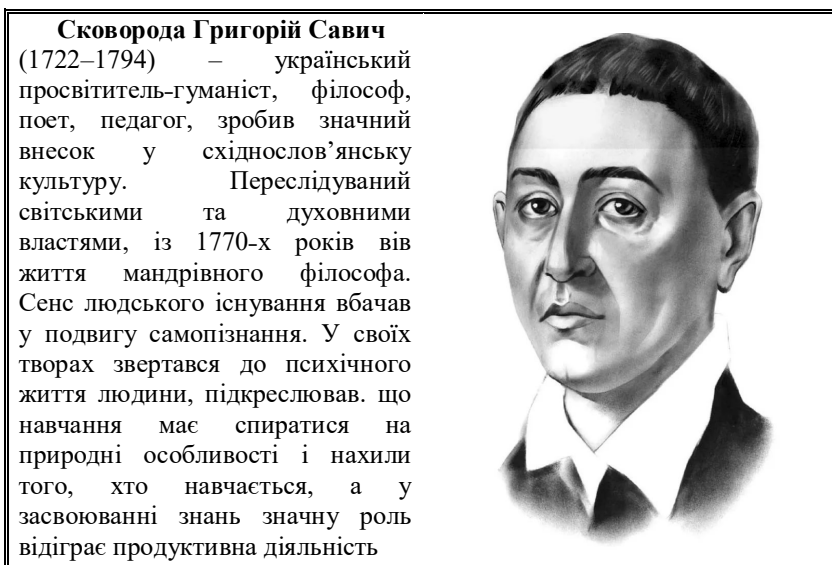 Сковорода Григорій Савич
(1722–1794) – український
просвітитель-гуманіст, філософ,
поет, педагог, зробив значний
внесок у східнослов’янську
культуру. Переслідуваний
світськими та духовними
властями, із 1770-х років вів
життя мандрівного філософа.
Сенс людського існування вбачав
у подвигу самопізнання. У своїх
творах звертався до психічного
життя людини, підкреслював. що
навчання має спиратися на
природні особливості і нахили
того, хто навчається, а у
засвоюванні знань значну роль
відіграє продуктивна діяльність